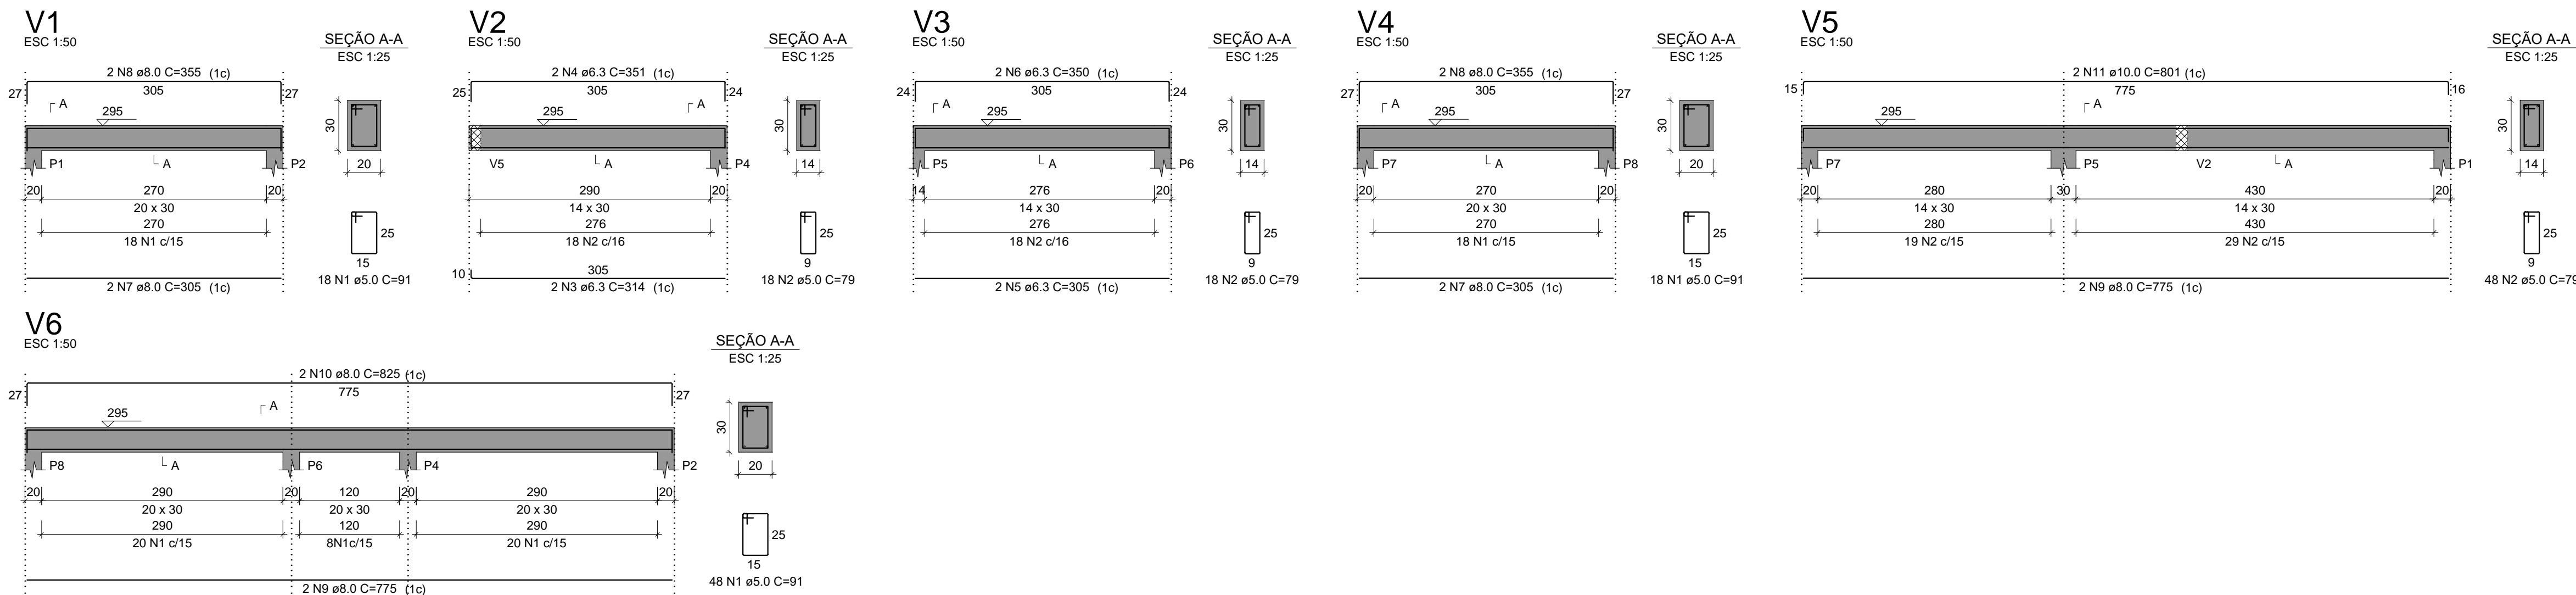 V1
ESC 1:50
SEÇÃO A-A
ESC 1:25
2 N8 ø8.0 C=355 (1c)
305
27
27
A
295
30
P1
A
P2
20
20
270
20
20 x 30
270
18 N1 c/15
25
15
18 N1 ø5.0 C=91
2 N7 ø8.0 C=305 (1c)
V2
ESC 1:50
SEÇÃO A-A
ESC 1:25
2 N4 ø6.3 C=351 (1c)
305
25
24
A
295
30
V5
A
P4
14
290
20
14 x 30
276
18 N2 c/16
25
9
18 N2 ø5.0 C=79
10
305
2 N3 ø6.3 C=314 (1c)
V3
ESC 1:50
SEÇÃO A-A
ESC 1:25
2 N6 ø6.3 C=350 (1c)
305
24
24
A
295
30
P5
A
P6
14
14
276
20
14 x 30
276
18 N2 c/16
25
9
18 N2 ø5.0 C=79
2 N5 ø6.3 C=305 (1c)
V4
ESC 1:50
SEÇÃO A-A
ESC 1:25
2 N8 ø8.0 C=355 (1c)
305
27
27
A
295
30
P7
A
P8
20
20
270
20
20 x 30
270
18 N1 c/15
25
15
18 N1 ø5.0 C=91
2 N7 ø8.0 C=305 (1c)
V5
ESC 1:50
SEÇÃO A-A
ESC 1:25
2 N11 ø10.0 C=801 (1c)
775
15
16
A
295
30
P7
P5
V2
A
P1
14
20
280
30
430
20
14 x 30
14 x 30
280
430
19 N2 c/15
29 N2 c/15
25
9
48 N2 ø5.0 C=79
2 N9 ø8.0 C=775 (1c)
V6
ESC 1:50
SEÇÃO A-A
ESC 1:25
2 N10 ø8.0 C=825 (1c)
775
27
27
A
295
30
P8
A
P6
P4
P2
20
20
290
20
120
20
290
20
20 x 30
20 x 30
20 x 30
290
120
290
20 N1 c/15
8N1c/15
20 N1 c/15
25
15
48 N1 ø5.0 C=91
2 N9 ø8.0 C=775 (1c)